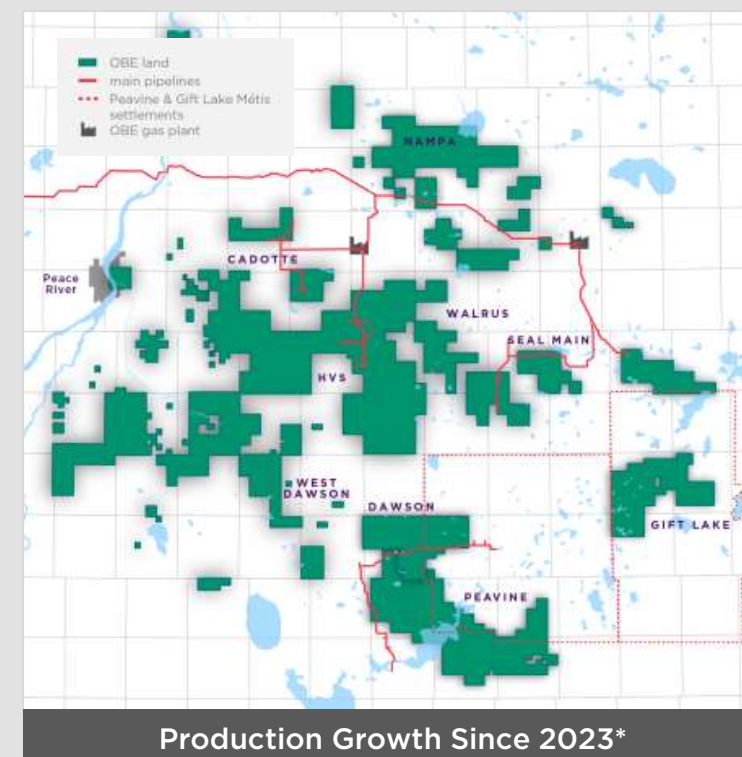 OBE land
main pipelines
Peavine & Gift Lake Métis
settlements
OBE gas plant
NAMPA
CADOTTE
Peace
River
WALRUS
SEAL MAIN
HVS
WEST
DAWSON
DAWSON
GIFT LAKE
PEAVINE
Production Growth Since 2023*